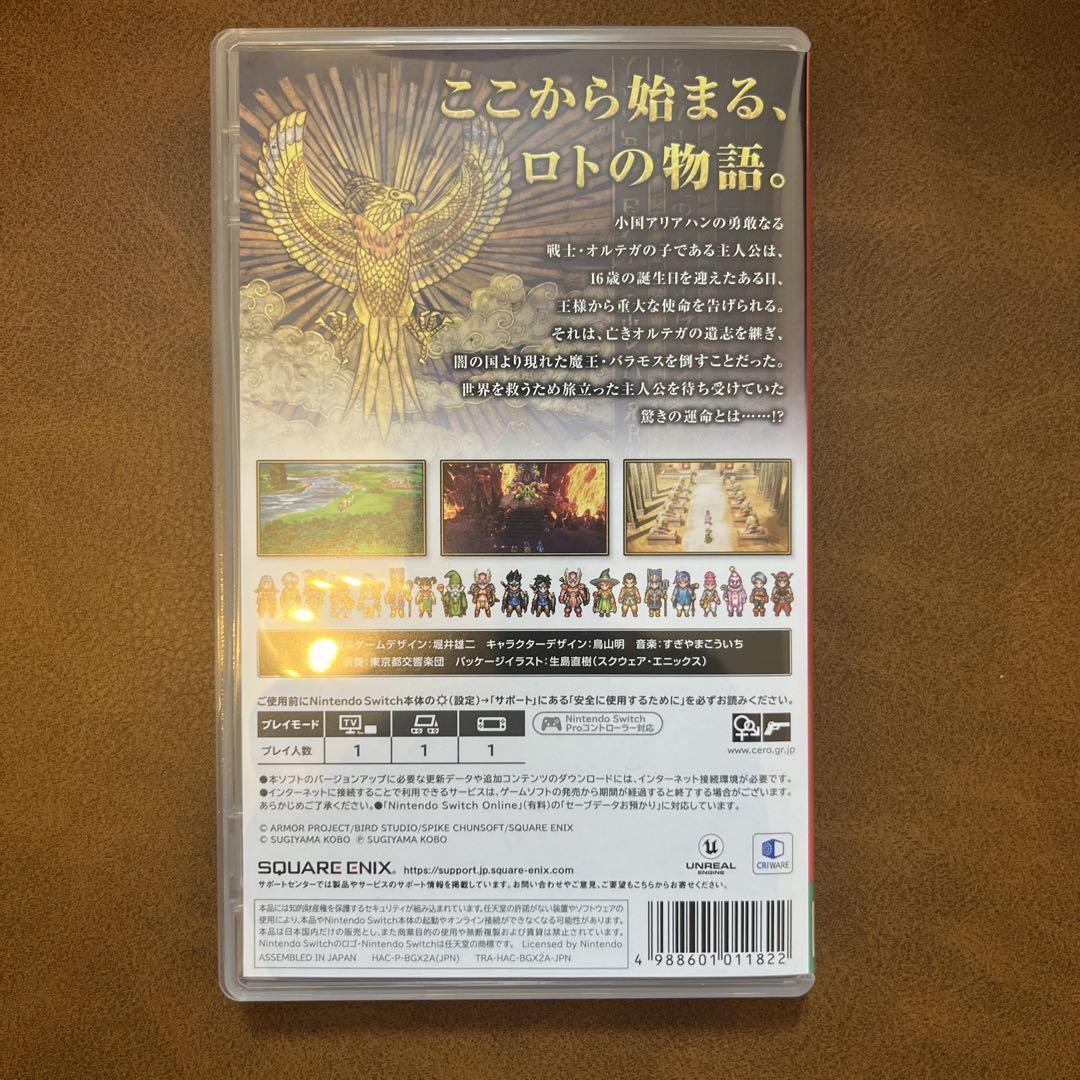 ここから始まる、
ロトの物語。
小国アリアハンの勇敢なる
戦士・オルテガの子である主人公は、
16歳の誕生日を迎えたある日、
王様から重大な使命を告げられる。
それは、亡きオルテガの遺志を継ぎ、
闇の国より現れた魔王・バラモスを倒すことだった。
世界を救うため旅立った主人公を待ち受けていた
驚きの運命とは……!?
ゲームデザイン:堀井雄二 キャラクターデザイン:鳥山明 音楽:すぎやまこういち
演奏:東京都交響楽団 パッケージイラスト:生島直樹(スクウェア・エニックス)
ご使用前にNintendo Switch本体の(設定)→「サポート」にある「安全に使用するために」を必ずお読みください。
プレイモード TV
プレイ人数 1 1 1
Nintendo Switch
Proコントローラー対応
www.cero.gr.jp
●本ソフトのバージョンアップに必要な更新データや追加コンテンツのダウンロードには、インターネット接続環境が必要です。
●インターネットに接続することで利用できるサービスは、ゲームソフトの発売から期間が経過すると終了する場合がございます。
あらかじめご了承ください。●「Nintendo Switch Online」(有料)の「セーブデータお預かり」に対応しています。
© ARMOR PROJECT/BIRD STUDIO/SPIKE CHUNSOFT/SQUARE ENIX
© SUGIYAMA KOBO ℗ SUGIYAMA KOBO
SQUARE ENIX. https://support.jp.square-enix.com
UNREAL
ENGINE
CRIWARE
サポートセンターでは製品やサービスのサポート情報を掲載しています。お問い合わせやご意見、ご要望もこちらからお寄せください。
本品には知的財産権を保護するセキュリティが組み込まれています。任天堂の許諾がない装置やソフトウェアの
使用により、本品やNintendo Switch本体の起動やオンライン接続ができなくなる可能性があります。
本品は日本国内だけの販売とし、また商業目的の使用や無断複製および賃貸は禁止されています。
Nintendo Switchのロゴ・Nintendo Switchは任天堂の商標です。 Licensed by Nintendo
ASSEMBLED IN JAPAN HAC-P-BGX2A(JPN) TRA-HAC-BGX2A-JPN
4 988601 011822